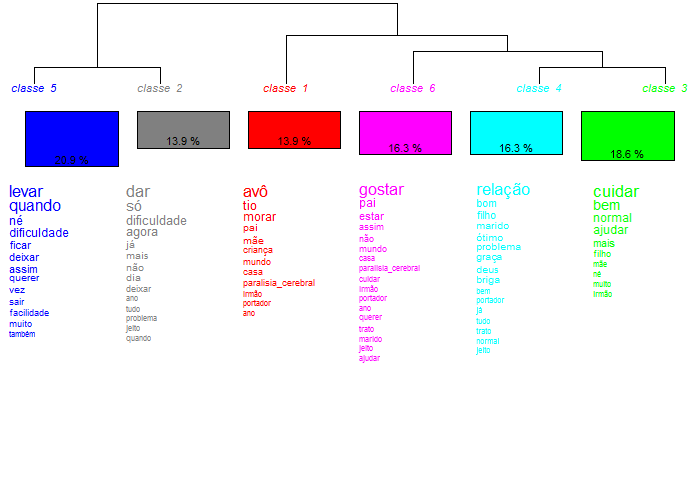 classe 5 classe 2 classe 1 classe 6 classe 4 classe 3
20.9 % 13.9 % 13.9 % 16.3 % 16.3 % 18.6 %
levar
quando
né
dificuldade
ficar
deixar
assim
querer
vez
sair
facilidade
muito
também
dar
só
dificuldade
agora
já
mais
não
dia
deixar
ano
tudo
problema
jeito
quando
avô
tio
morar
pai
mãe
criança
mundo
casa
paralisia_cerebral
irmão
portador
ano
gostar
pai
estar
assim
não
mundo
casa
paralisia_cerebral
cuidar
irmão
portador
ano
querer
trato
marido
jeito
ajudar
relação
bom
filho
marido
ótimo
problema
graça
deus
briga
bem
portador
já
tudo
trato
normal
jeito
cuidar
bem
normal
ajudar
mais
filho
mãe
né
muito
irmão